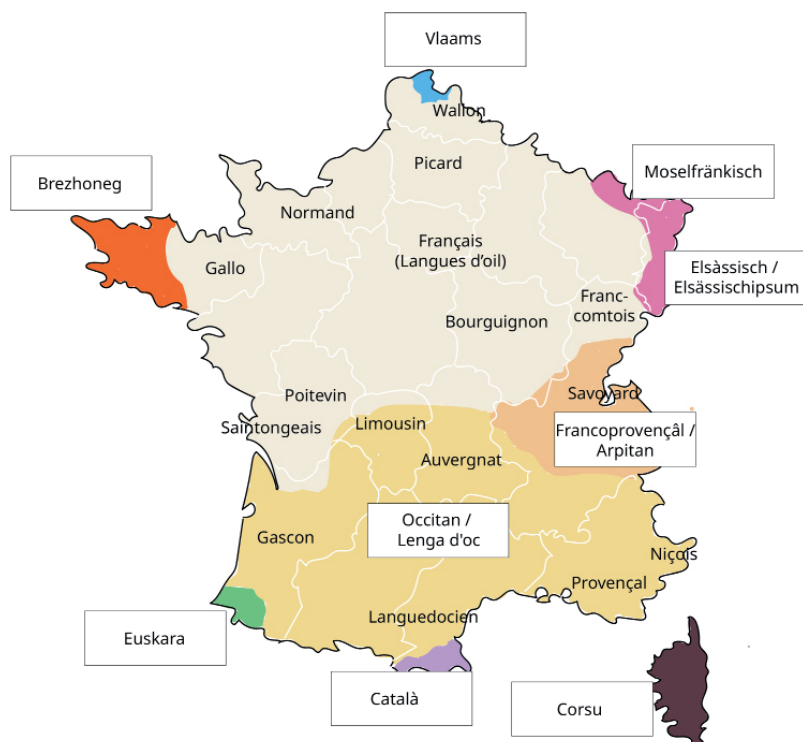 Vlaams
Wallon
Picard
Moselfränkisch
Brezhoneg
Normand
Français
(Langues d’oil)
Gallo
Elsàssisch /
Elsässischipsum
Franc-
comtois
Bourguignon
Poitevin
Savoyard
Saintongeais
Limousin
Francoprovençâl /
Arpitan
Auvergnat
Occitan /
Lenga d'oc
Gascon
Niçois
Provençal
Languedocien
Euskara
Català
Corsu